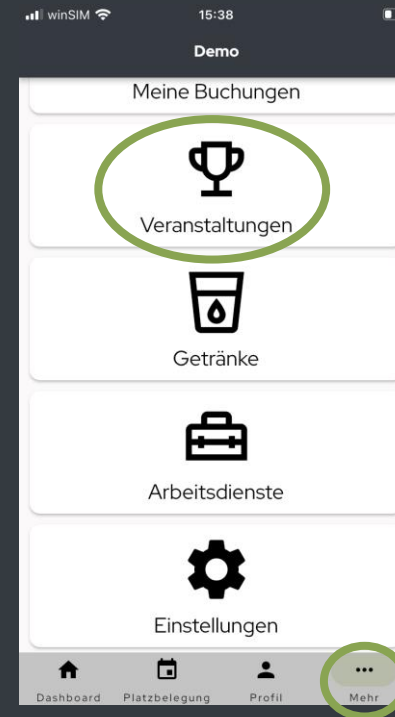 winSIM
15:38
Demo
Meine Buchungen
Veranstaltungen
Getränke
Arbeitsdienste
Einstellungen
Dashboard Platzbelegung Profil Mehr